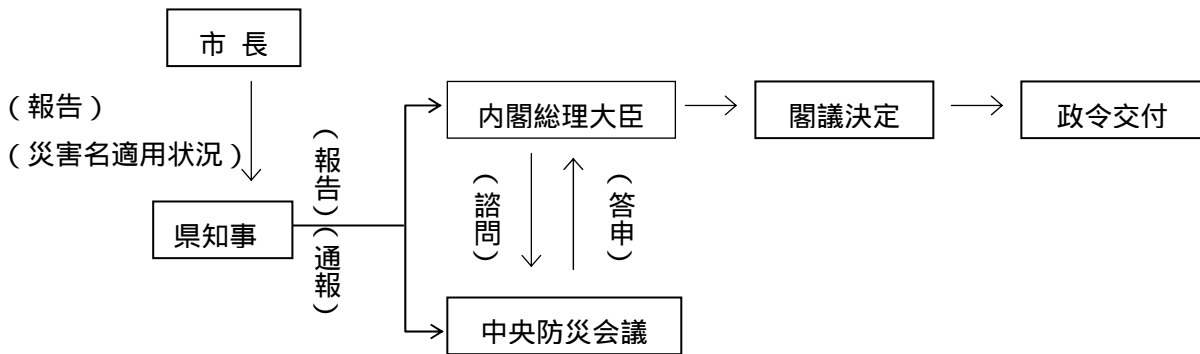 市 長
(報告)
(災害名適用状況)
県知事
(報告)(通報)
内閣総理大臣
閣議決定
政令交付
(諮問)
(答申)
中央防災会議